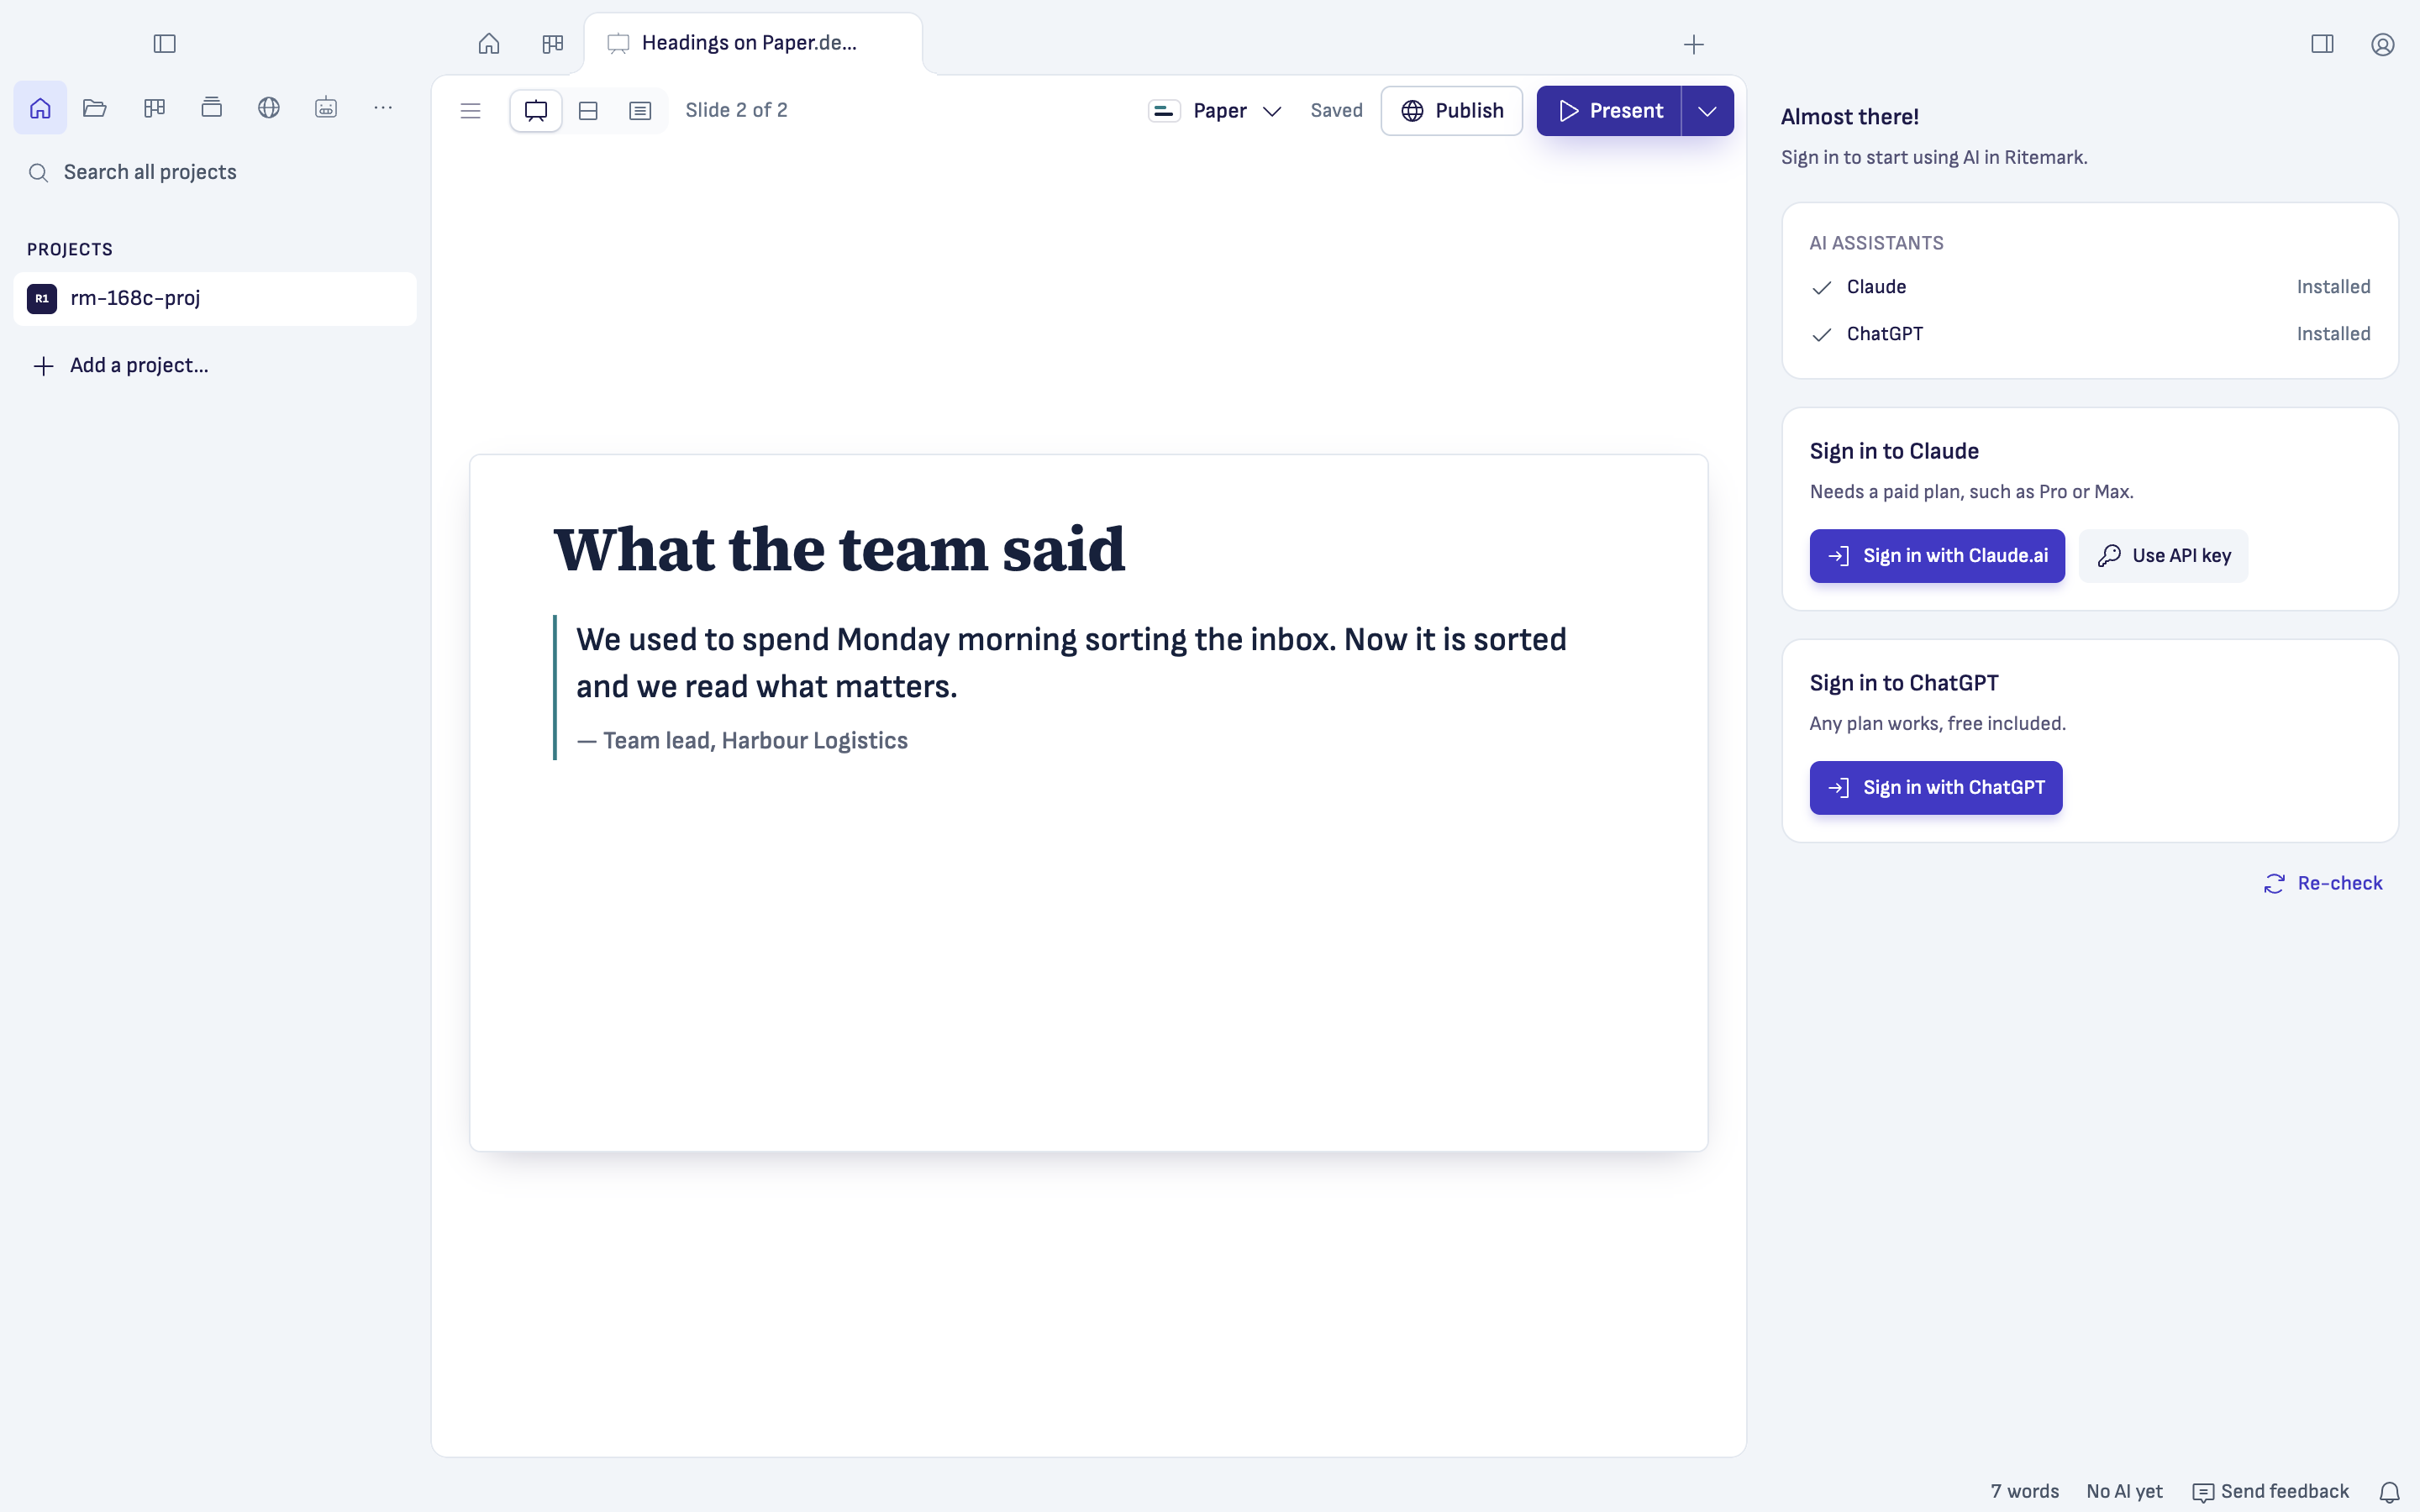 Headings on Paper.de...
Slide 2 of 2
Paper
Saved
Publish
Present
Search all projects
PROJECTS
R1
rm-168c-proj
Add a project...
What the team said
We used to spend Monday morning sorting the inbox. Now it is sorted
and we read what matters.
— Team lead, Harbour Logistics
Almost there!
Sign in to start using AI in Ritemark.
AI ASSISTANTS
Claude
Installed
ChatGPT
Installed
Sign in to Claude
Needs a paid plan, such as Pro or Max.
Sign in with Claude.ai
Use API key
Sign in to ChatGPT
Any plan works, free included.
Sign in with ChatGPT
Re-check
7 words
No AI yet
Send feedback